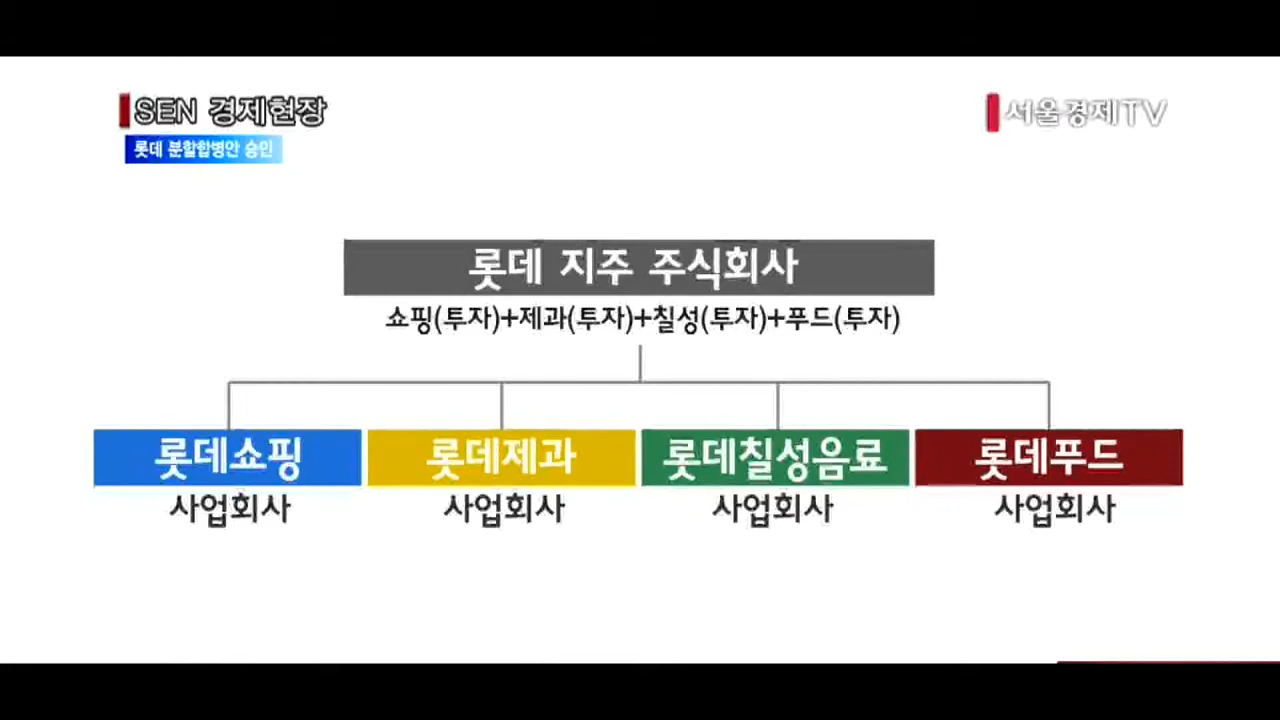 SEN 경제현장
서울경제TV
롯데 분할합병안 승인
롯데 지주 주식회사
쇼핑(투자)+제과(투자)+칠성(투자)+푸드(투자)
롯데쇼핑 롯데제과 롯데칠성음료 롯데푸드
사업회사 사업회사 사업회사 사업회사